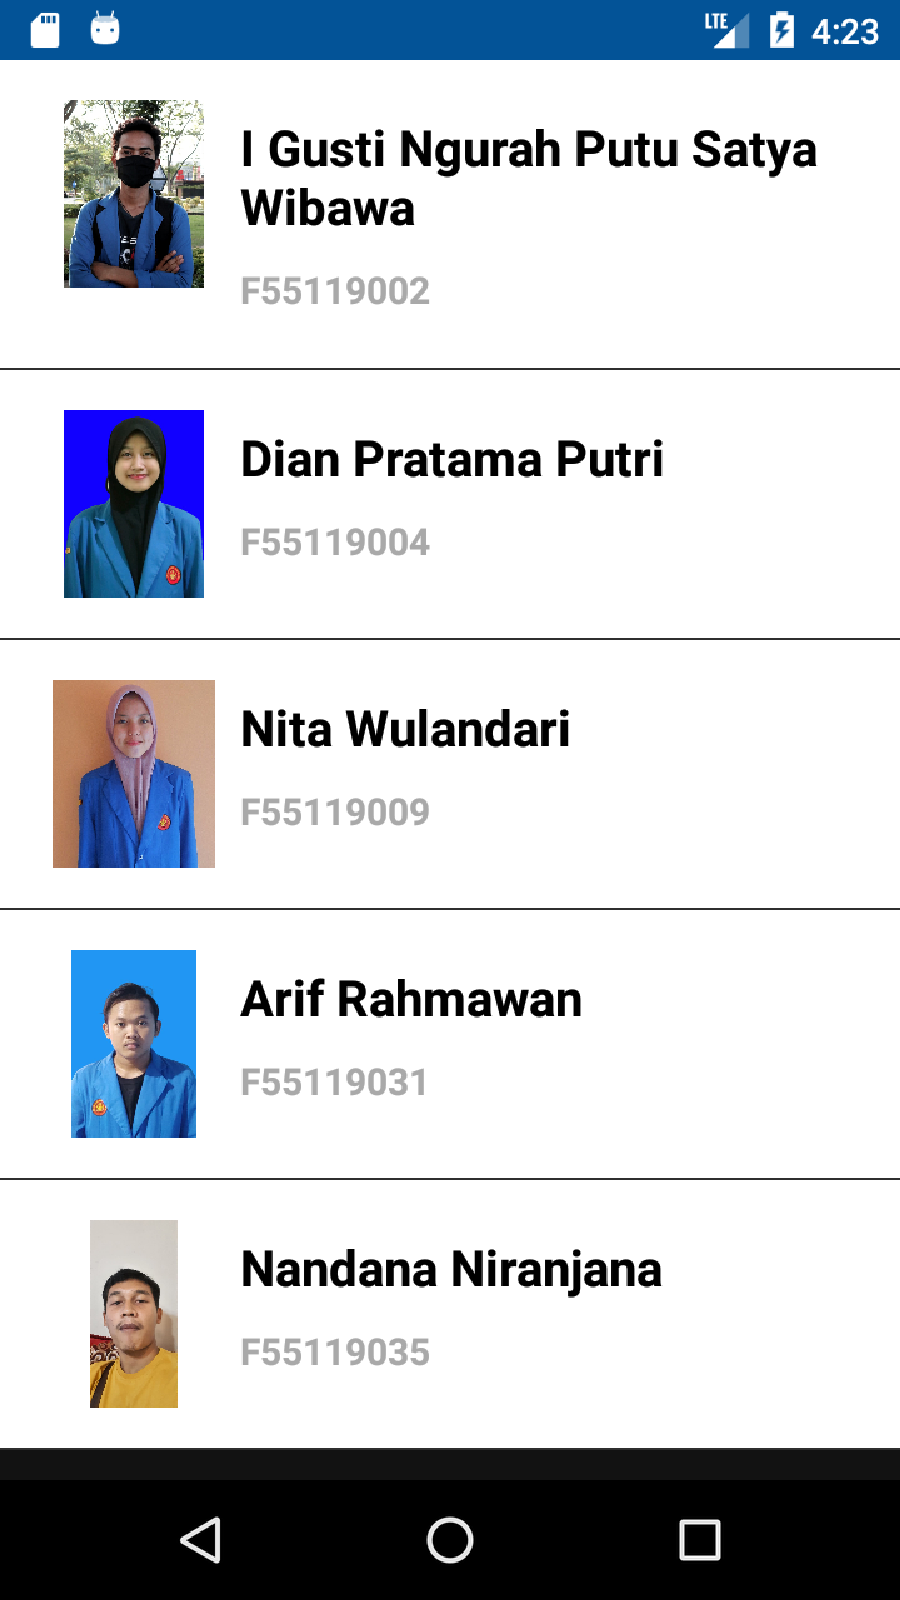 LTE 4:23
I Gusti Ngurah Putu Satya
Wibawa
F55119002
Dian Pratama Putri
F55119004
Nita Wulandari
F55119009
Arif Rahmawan
F55119031
Nandana Niranjana
F55119035